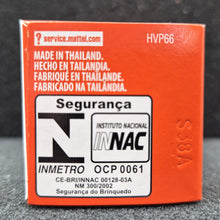 ? service.mattel.com
HVP66
MADE IN THAILAND.
HECHO EN TAILANDIA.
FABRIQUÉ EN THAÏLANDE.
FABRICADO NA TAILÂNDIA.
Segurança
N
INMETRO
INSTITUTO NACIONAL
INNAC
OCP 0061
CE-BRI/INNAC 00128-03A
NM 300/2002
Segurança do Brinquedo
S38A